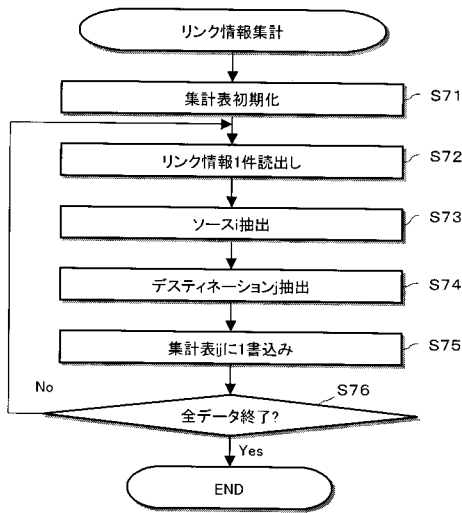 リンク情報集計
集計表初期化
S71
リンク情報1件読出し
S72
ソースi抽出
S73
デスティネーションj抽出
S74
集計表ijに1書込み
S75
No
S76
全データ終了?
Yes
END